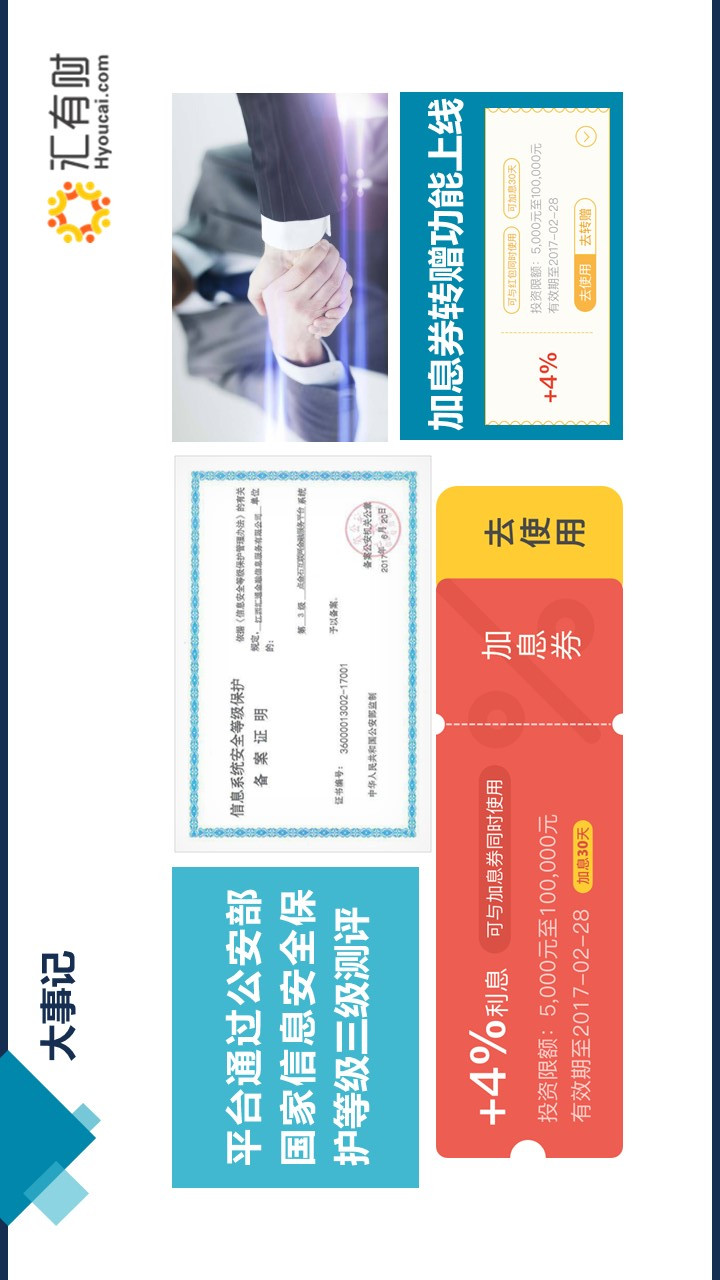 大事记
汇有财
Hyoucai.com
平台通过公安部
国家信息安全保
护等级三级测评
信息系统安全等级保护
备 案 证 明
依据《信息安全等级保护管理办法》的有关
规定，江西汇通金融信息服务有限公司 单位
的：
第 3 级 点金石互联网金融服务平台 系统
予以备案。
证书编号： 36000013002-17001
中华人民共和国公安部监制
备案公安机关公章
2017年 6月 20日
+4%利息 可与加息券同时使用
投资限额：5,000元至100,000元
有效期至2017-02-28 加息30天
加
息
券
去
使
用
加息券转赠功能上线
+4%
可与红包同时使用 可加息30天
投资限额：5,000元至100,000元
有效期至2017-02-28
去使用 去转赠